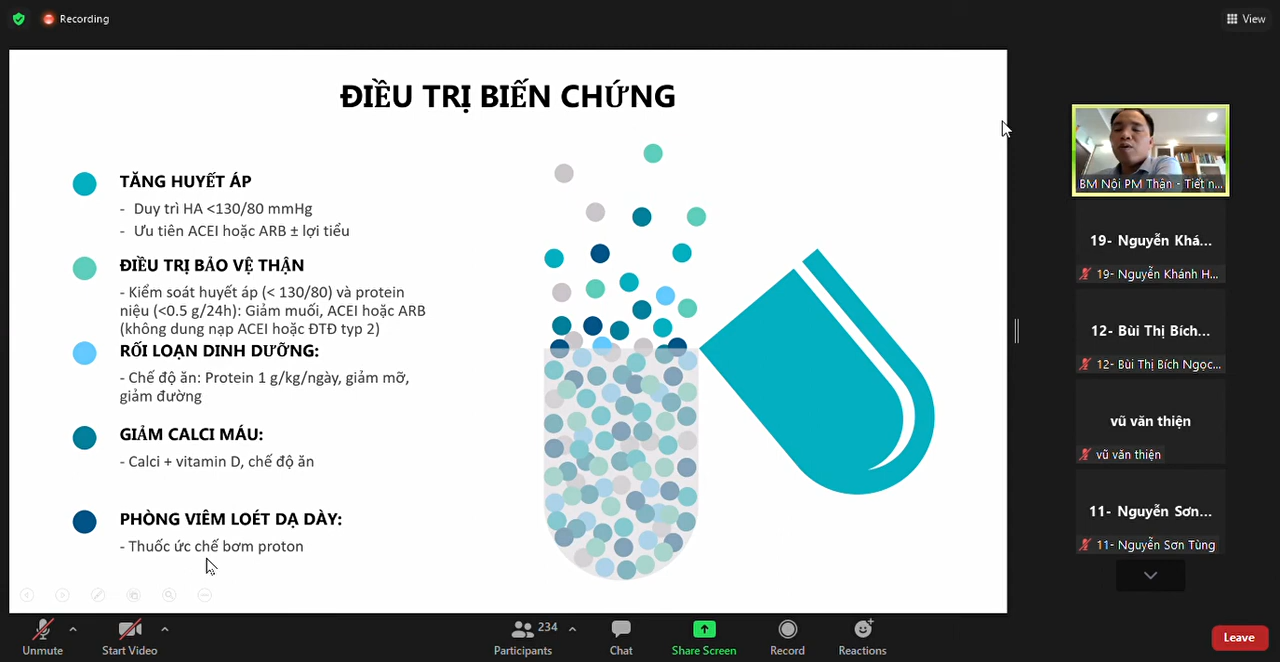 Recording
View
ĐIỀU TRỊ BIẾN CHỨNG
TĂNG HUYẾT ÁP
- Duy trì HA <130/80 mmHg
- Ưu tiên ACEI hoặc ARB ± lợi tiểu
ĐIỀU TRỊ BẢO VỆ THẬN
- Kiểm soát huyết áp (< 130/80) và protein
niệu (<0.5 g/24h): Giảm muối, ACEI hoặc ARB
(không dung nạp ACEI hoặc ĐTĐ typ 2)
RỐI LOẠN DINH DƯỠNG:
- Chế độ ăn: Protein 1 g/kg/ngày, giảm mỡ,
giảm đường
GIẢM CALCI MÁU:
- Calci + vitamin D, chế độ ăn
PHÒNG VIÊM LOÉT DẠ DÀY:
- Thuốc ức chế bơm proton
BM Nội PM Thận - Tiết n...
19- Nguyễn Khá...
19- Nguyễn Khánh H...
12- Bùi Thị Bích...
12- Bùi Thị Bích Ngọc...
vũ văn thiện
vũ văn thiện
11- Nguyễn Sơn...
11- Nguyễn Sơn Tùng
Unmute
Start Video
234
Participants
Chat
Share Screen
Record
Reactions
Leave